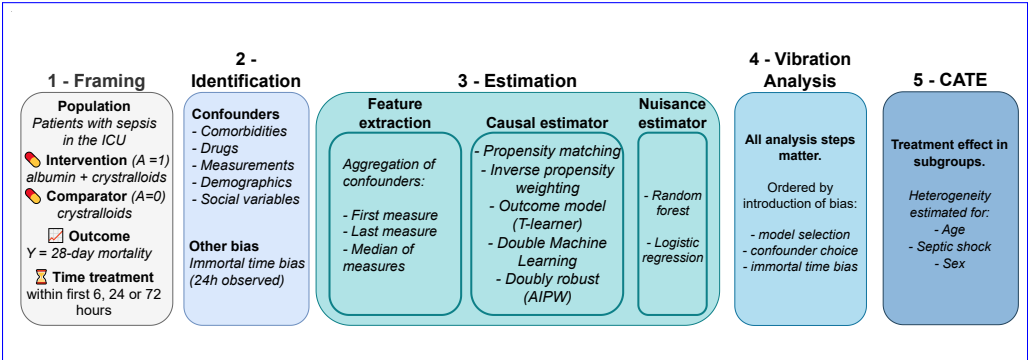 1 - Framing
Population
Patients with sepsis
in the ICU
Intervention (A =1)
albumin + crystralloids
Comparator (A=0)
crystralloids
Outcome
Y = 28-day mortality
Time treatment
within first 6, 24 or 72
hours
2 -
Identification
Confounders
- Comorbidities
- Drugs
- Measurements
- Demographics
- Social variables
Other bias
Immortal time bias
(24h observed)
3 - Estimation
Feature
extraction
Aggregation of
confounders:
- First measure
- Last measure
- Median of
measures
Causal estimator
- Propensity matching
- Inverse propensity
weighting
- Outcome model
(T-learner)
- Double Machine
Learning
- Doubly robust
(AIPW)
Nuisance
estimator
- Random
forest
- Logistic
regression
4 - Vibration
Analysis
All analysis steps
matter.
Ordered by
introduction of bias:
- model selection
- confounder choice
- immortal time bias
5 - CATE
Treatment effect in
subgroups.
Heterogeneity
estimated for:
- Age
- Septic shock
- Sex